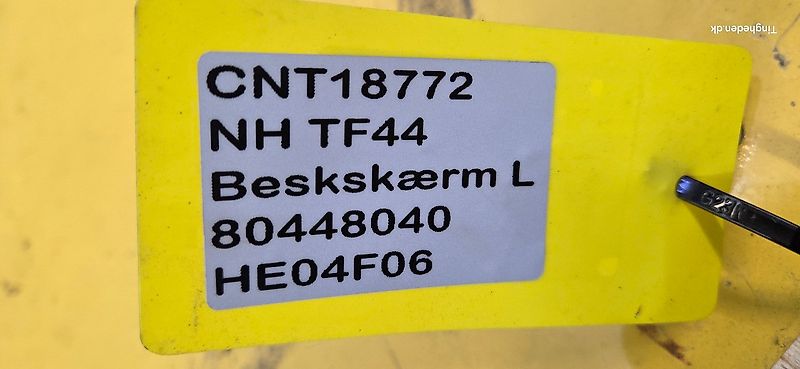 CNT18772
NH TF44
Beskskærm L
80448040
HE04F06
Tingheden.dk